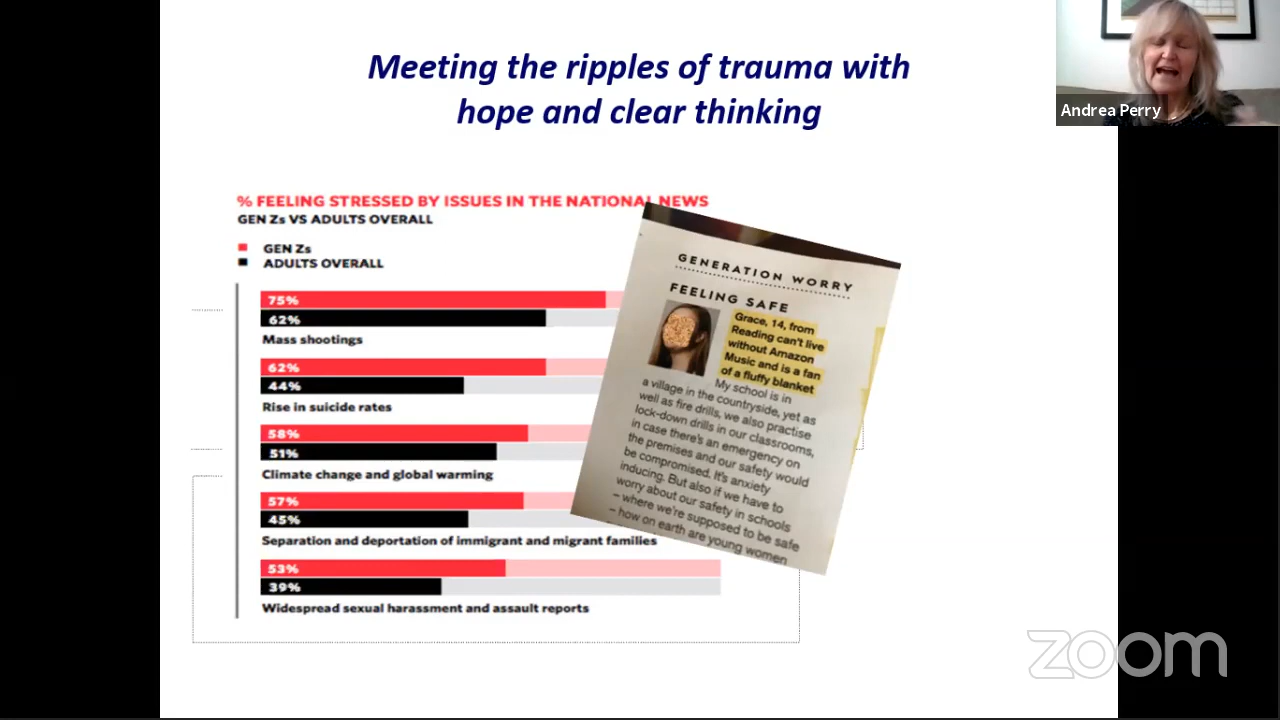 Meeting the ripples of trauma with
hope and clear thinking
Andrea Perry
% FEELING STRESSED BY ISSUES IN THE NATIONAL NEWS
GEN Zs VS ADULTS OVERALL
GEN Zs
ADULTS OVERALL
75%
62%
Mass shootings
62%
44%
Rise in suicide rates
58%
51%
Climate change and global warming
57%
45%
Separation and deportation of immigrant and migrant families
53%
39%
Widespread sexual harassment and assault reports
GENERATION WORRY
FEELING SAFE
Grace, 14, from
Reading can't live
without Amazon
Music and is a fan
of a fluffy blanket
My school is in
a village in the countryside, yet as
well as fire drills, we also practise
lock-down drills in our classrooms,
in case there's an emergency on
the premises and our safety would
be compromised. It's anxiety
inducing. But also if we have to
worry about our safety in schools
– where we're supposed to be safe
– how on earth are young women
zoom